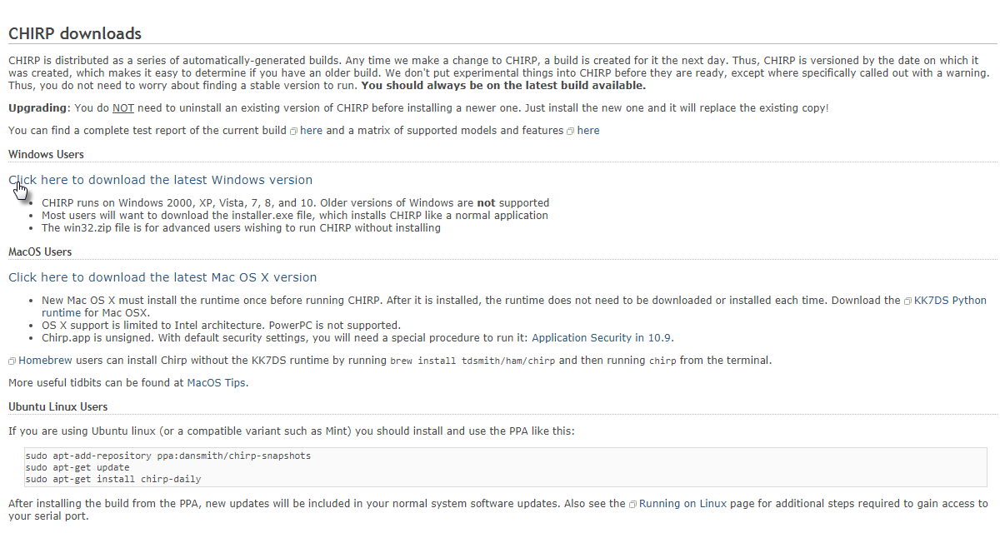 CHIRP downloads
CHIRP is distributed as a series of automatically-generated builds. Any time we make a change to CHIRP, a build is created for it the next day. Thus, CHIRP is versioned by the date on which it
was created, which makes it easy to determine if you have an older build. We don't put experimental things into CHIRP before they are ready, except where specifically called out with a warning.
Thus, you do not need to worry about finding a stable version to run. You should always be on the latest build available.
Upgrading: You do NOT need to uninstall an existing version of CHIRP before installing a newer one. Just install the new one and it will replace the existing copy!
You can find a complete test report of the current build here and a matrix of supported models and features here
Windows Users
Click here to download the latest Windows version
• CHIRP runs on Windows 2000, XP, Vista, 7, 8, and 10. Older versions of Windows are not supported
• Most users will want to download the installer.exe file, which installs CHIRP like a normal application
• The win32.zip file is for advanced users wishing to run CHIRP without installing
MacOS Users
Click here to download the latest Mac OS X version
• New Mac OS X must install the runtime once before running CHIRP. After it is installed, the runtime does not need to be downloaded or installed each time. Download the KK7DS Python
runtime for Mac OSX.
• OS X support is limited to Intel architecture. PowerPC is not supported.
• Chirp.app is unsigned. With default security settings, you will need a special procedure to run it: Application Security in 10.9.
Homebrew users can install Chirp without the KK7DS runtime by running brew install tdsmith/ham/chirp and then running chirp from the terminal.
More useful tidbits can be found at MacOS Tips.
Ubuntu Linux Users
If you are using Ubuntu linux (or a compatible variant such as Mint) you should install and use the PPA like this:
sudo apt-add-repository ppa:dansmith/chirp-snapshots
sudo apt-get update
sudo apt-get install chirp-daily
After installing the build from the PPA, new updates will be included in your normal system software updates. Also see the Running on Linux page for additional steps required to gain access to
your serial port.